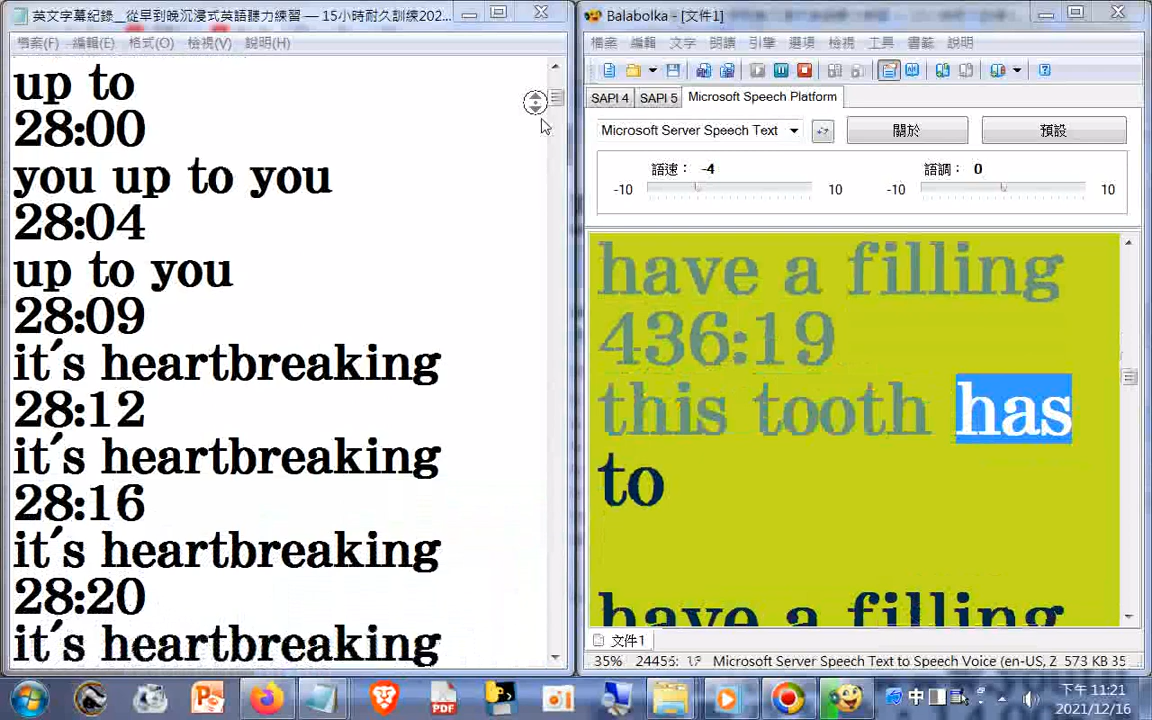 英文字幕紀錄__從早到晚沉浸式英語聽力練習 — 15小時耐久訓練202...
檔案(F) 編輯(E) 格式(O) 檢視(V) 說明(H)
up to
28:00
you up to you
28:04
up to you
28:09
it's heartbreaking
28:12
it's heartbreaking
28:16
it's heartbreaking
28:20
it's heartbreaking
Balabolka - [文件1]
檔案 編輯 文字 朗讀 引擎 選項 檢視 工具 書籤 說明
SAPI 4 SAPI 5 Microsoft Speech Platform
Microsoft Server Speech Text 關於 預設
語速： -4 語調： 0
-10 10 -10 10
have a filling
436:19
this tooth has
to
have a filling
文件1
35% Microsoft Server Speech Text to Speech Voice (en-US, Z 573 KB 35
中 下午 11:21
2021/12/16